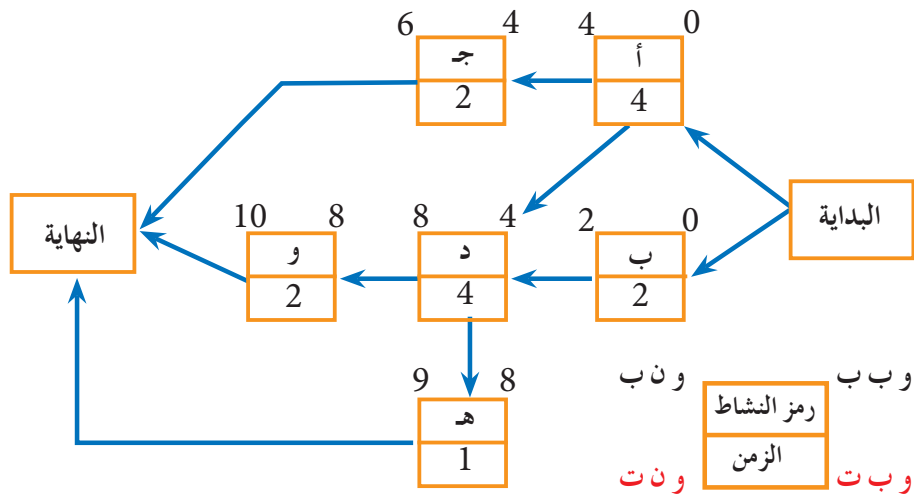 0 4 4 6
أ جـ
4 2
البداية
النهاية
0 2 4 8 8 10
ب د و
2 4 2
8 9
هـ
1
و ب ب و ن ب
رمز النشاط
الزمن
و ب ت و ن ت